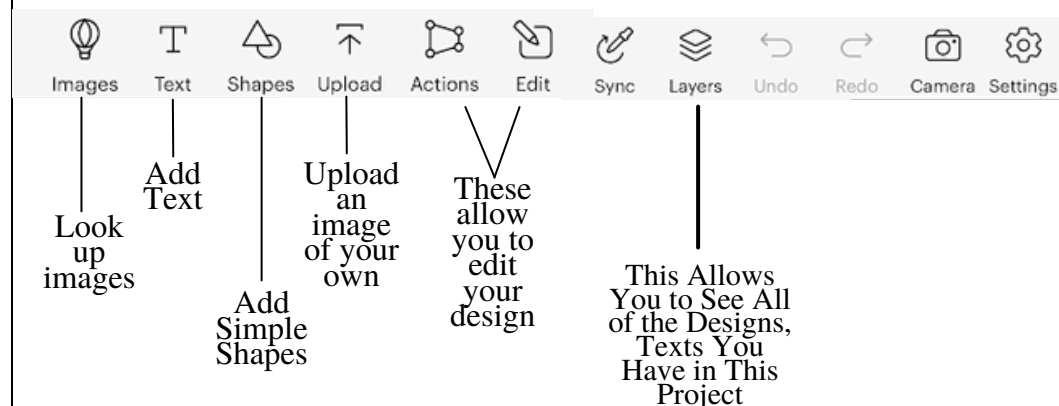 Images Text Shapes Upload Actions Edit Sync Layers Undo Redo Camera Settings
Look
up
images
Add
Text
Add
Simple
Shapes
Upload
an
image
of your
own
These
allow
you to
edit
your
design
This Allows
You to See All
of the Designs,
Texts You
Have in This
Project